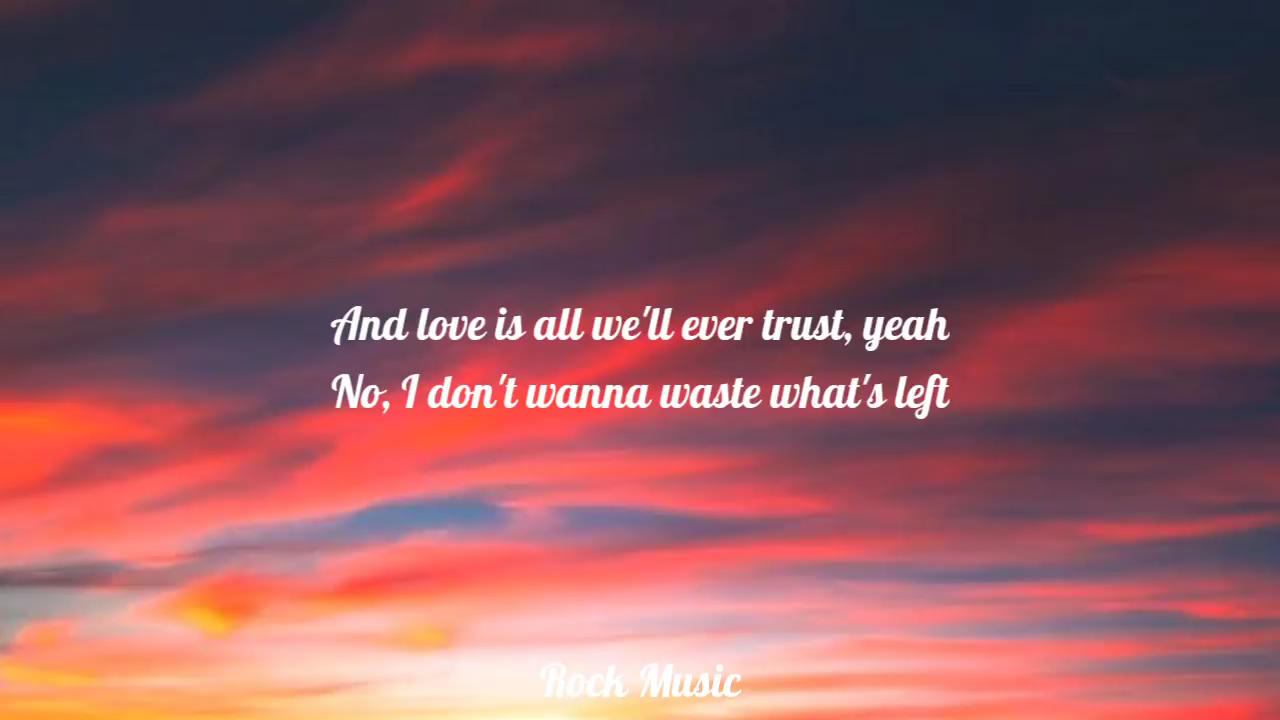 And love is all we'll ever trust, yeah
No, I don't wanna waste what's left
Rock Music